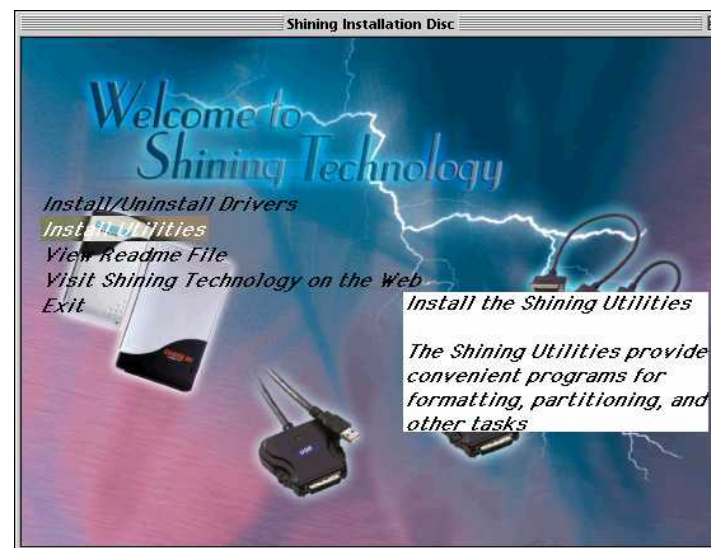 Shining Installation Disc
Welcome to
Shining Technology
Install/Uninstall Drivers
Install Utilities
View Readme File
Visit Shining Technology on the Web
Exit
Install the Shining Utilities
The Shining Utilities provide
convenient programs for
formatting, partitioning, and
other tasks
USB